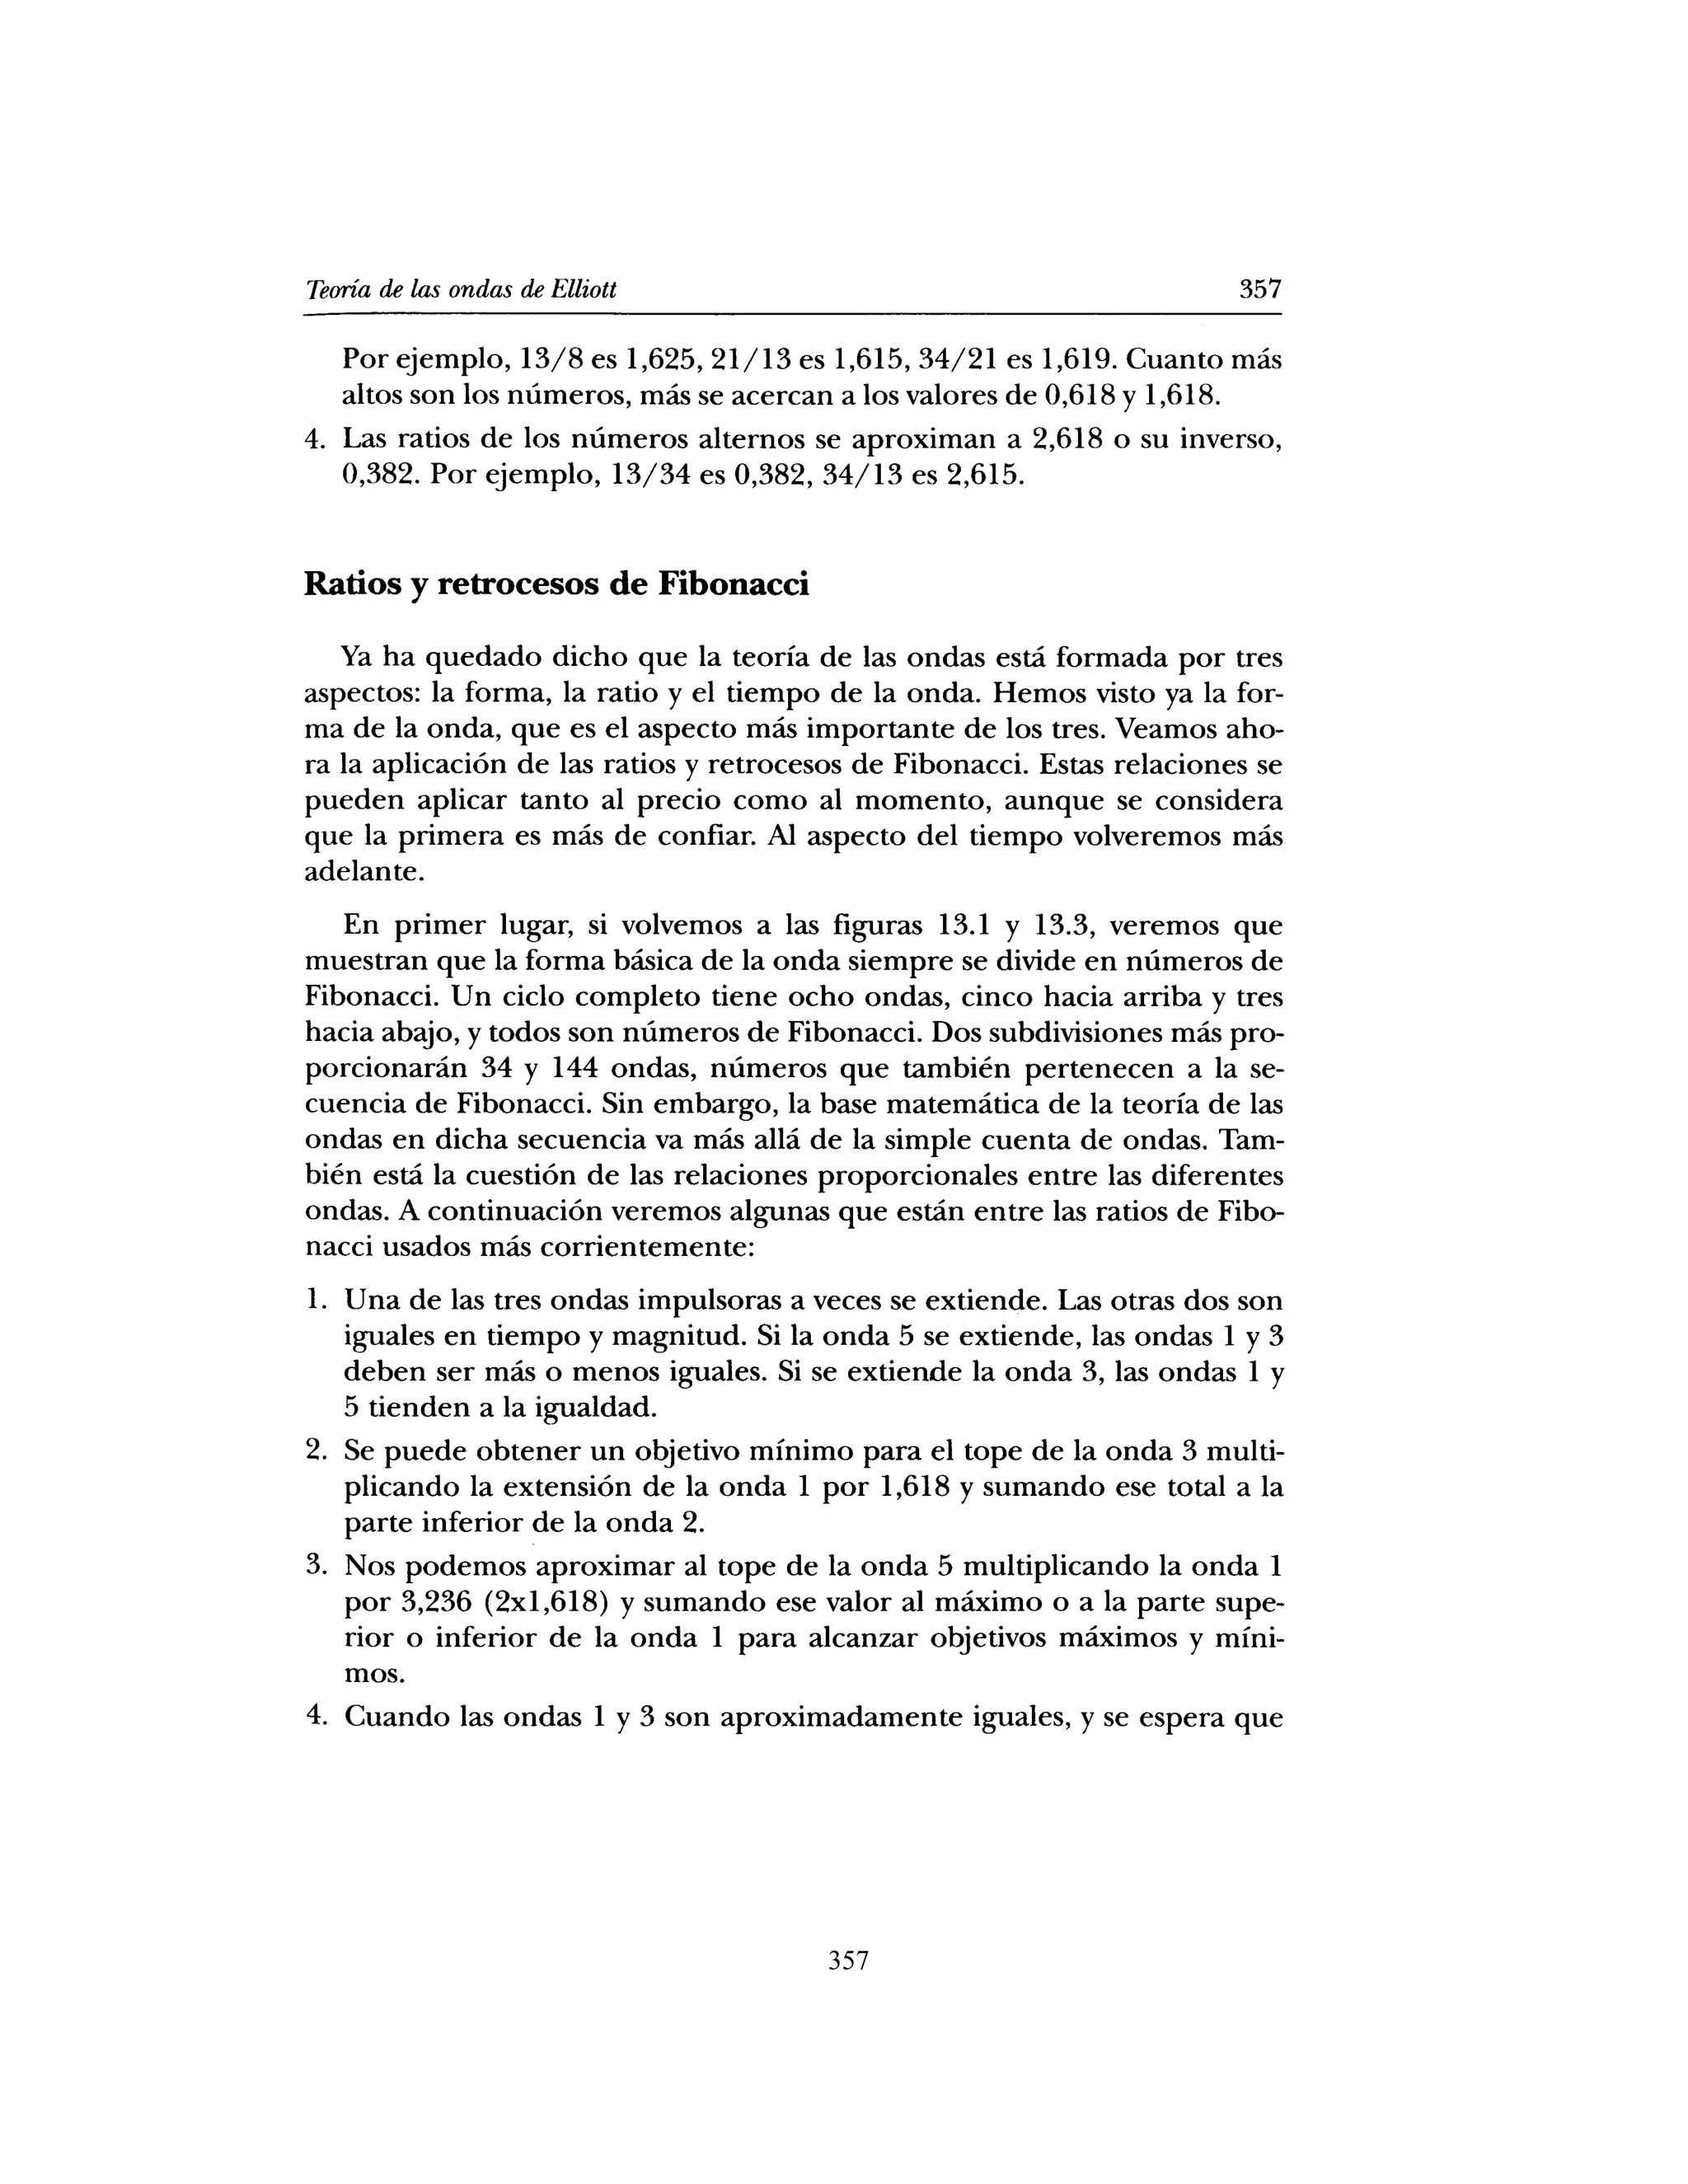 Teoría de las ondas de Elliott 357
Por ejemplo, 13/8 es 1,625, 21/13 es 1,615, 34/21 es 1,619. Cuanto más
altos son los números, más se acercan a los valores de 0,618 y 1,618.
4. Las ratios de los números alternos se aproximan a 2,618 o su inverso,
0,382. Por ejemplo, 13/34 es 0,382, 34/13 es 2,615.
Ratios y retrocesos de Fibonacci
Ya ha quedado dicho que la teoría de las ondas está formada por tres
aspectos: la forma, la ratio y el tiempo de la onda. Hemos visto ya la for-
ma de la onda, que es el aspecto más importante de los tres. Veamos aho-
ra la aplicación de las ratios y retrocesos de Fibonacci. Estas relaciones se
pueden aplicar tanto al precio como al momento, aunque se considera
que la primera es más de confiar. Al aspecto del tiempo volveremos más
adelante.
En primer lugar, si volvemos a las figuras 13.1 y 13.3, veremos que
muestran que la forma básica de la onda siempre se divide en números de
Fibonacci. Un ciclo completo tiene ocho ondas, cinco hacia arriba y tres
hacia abajo, y todos son números de Fibonacci. Dos subdivisiones más pro-
porcionarán 34 y 144 ondas, números que también pertenecen a la se-
cuencia de Fibonacci. Sin embargo, la base matemática de la teoría de las
ondas en dicha secuencia va más allá de la simple cuenta de ondas. Tam-
bién está la cuestión de las relaciones proporcionales entre las diferentes
ondas. A continuación veremos algunas que están entre las ratios de Fibo-
nacci usados más corrientemente:
1. Una de las tres ondas impulsoras a veces se extiende. Las otras dos son
iguales en tiempo y magnitud. Si la onda 5 se extiende, las ondas 1 y 3
deben ser más o menos iguales. Si se extiende la onda 3, las ondas 1 y
5 tienden a la igualdad.
2. Se puede obtener un objetivo mínimo para el tope de la onda 3 multi-
plicando la extensión de la onda 1 por 1,618 y sumando ese total a la
parte inferior de la onda 2.
3. Nos podemos aproximar al tope de la onda 5 multiplicando la onda 1
por 3,236 (2x1,618) y sumando ese valor al máximo o a la parte supe-
rior o inferior de la onda 1 para alcanzar objetivos máximos y míni-
mos.
4. Cuando las ondas 1 y 3 son aproximadamente iguales, y se espera que
357